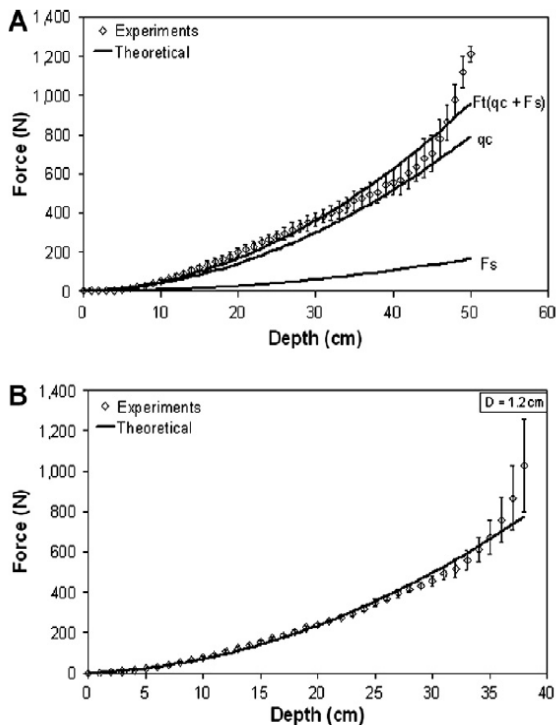 A
1,400
1,200
1,000
800
600
400
200
0
Force (N)
Experiments
Theoretical
Ft(qc + Fs)
qc
Fs
0 10 20 30 40 50 60
Depth (cm)
B
1,400
1,200
1,000
800
600
400
200
0
Force (N)
Experiments
Theoretical
D = 1.2cm
0 5 10 15 20 25 30 35 40
Depth (cm)